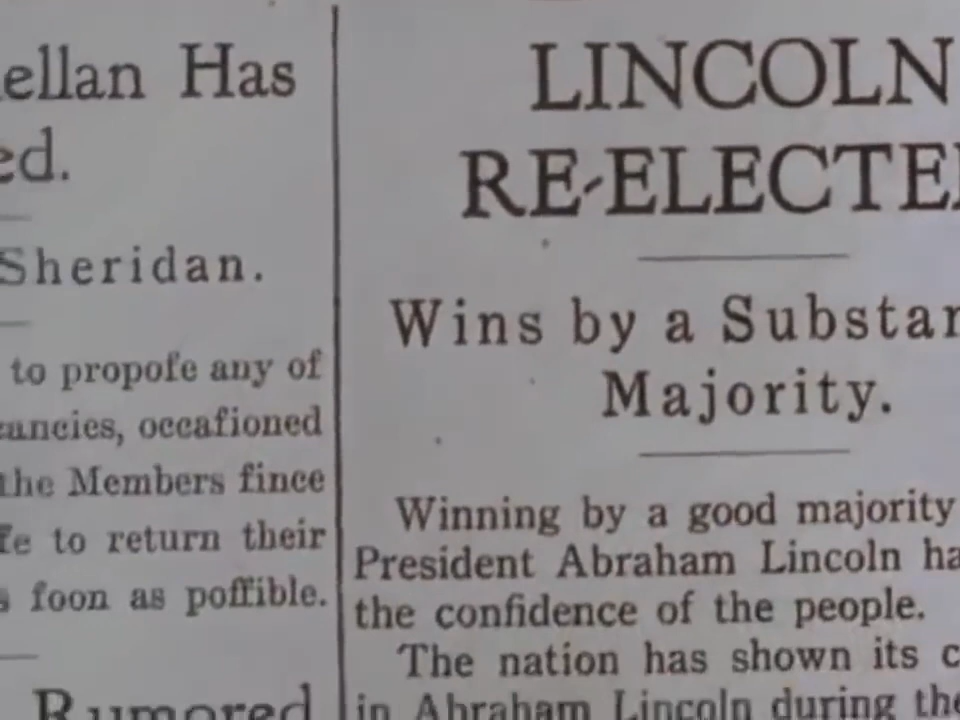 ellan Has
ed.
Sheridan.
to propofe any of
cancies, occafioned
the Members fince
fe to return their
s foon as poffible.
Rumored
LINCOLN
RE-ELECTE
Wins by a Substan
Majority.
Winning by a good majority
President Abraham Lincoln ha
the confidence of the people.
The nation has shown its c
in Abraham Lincoln during the